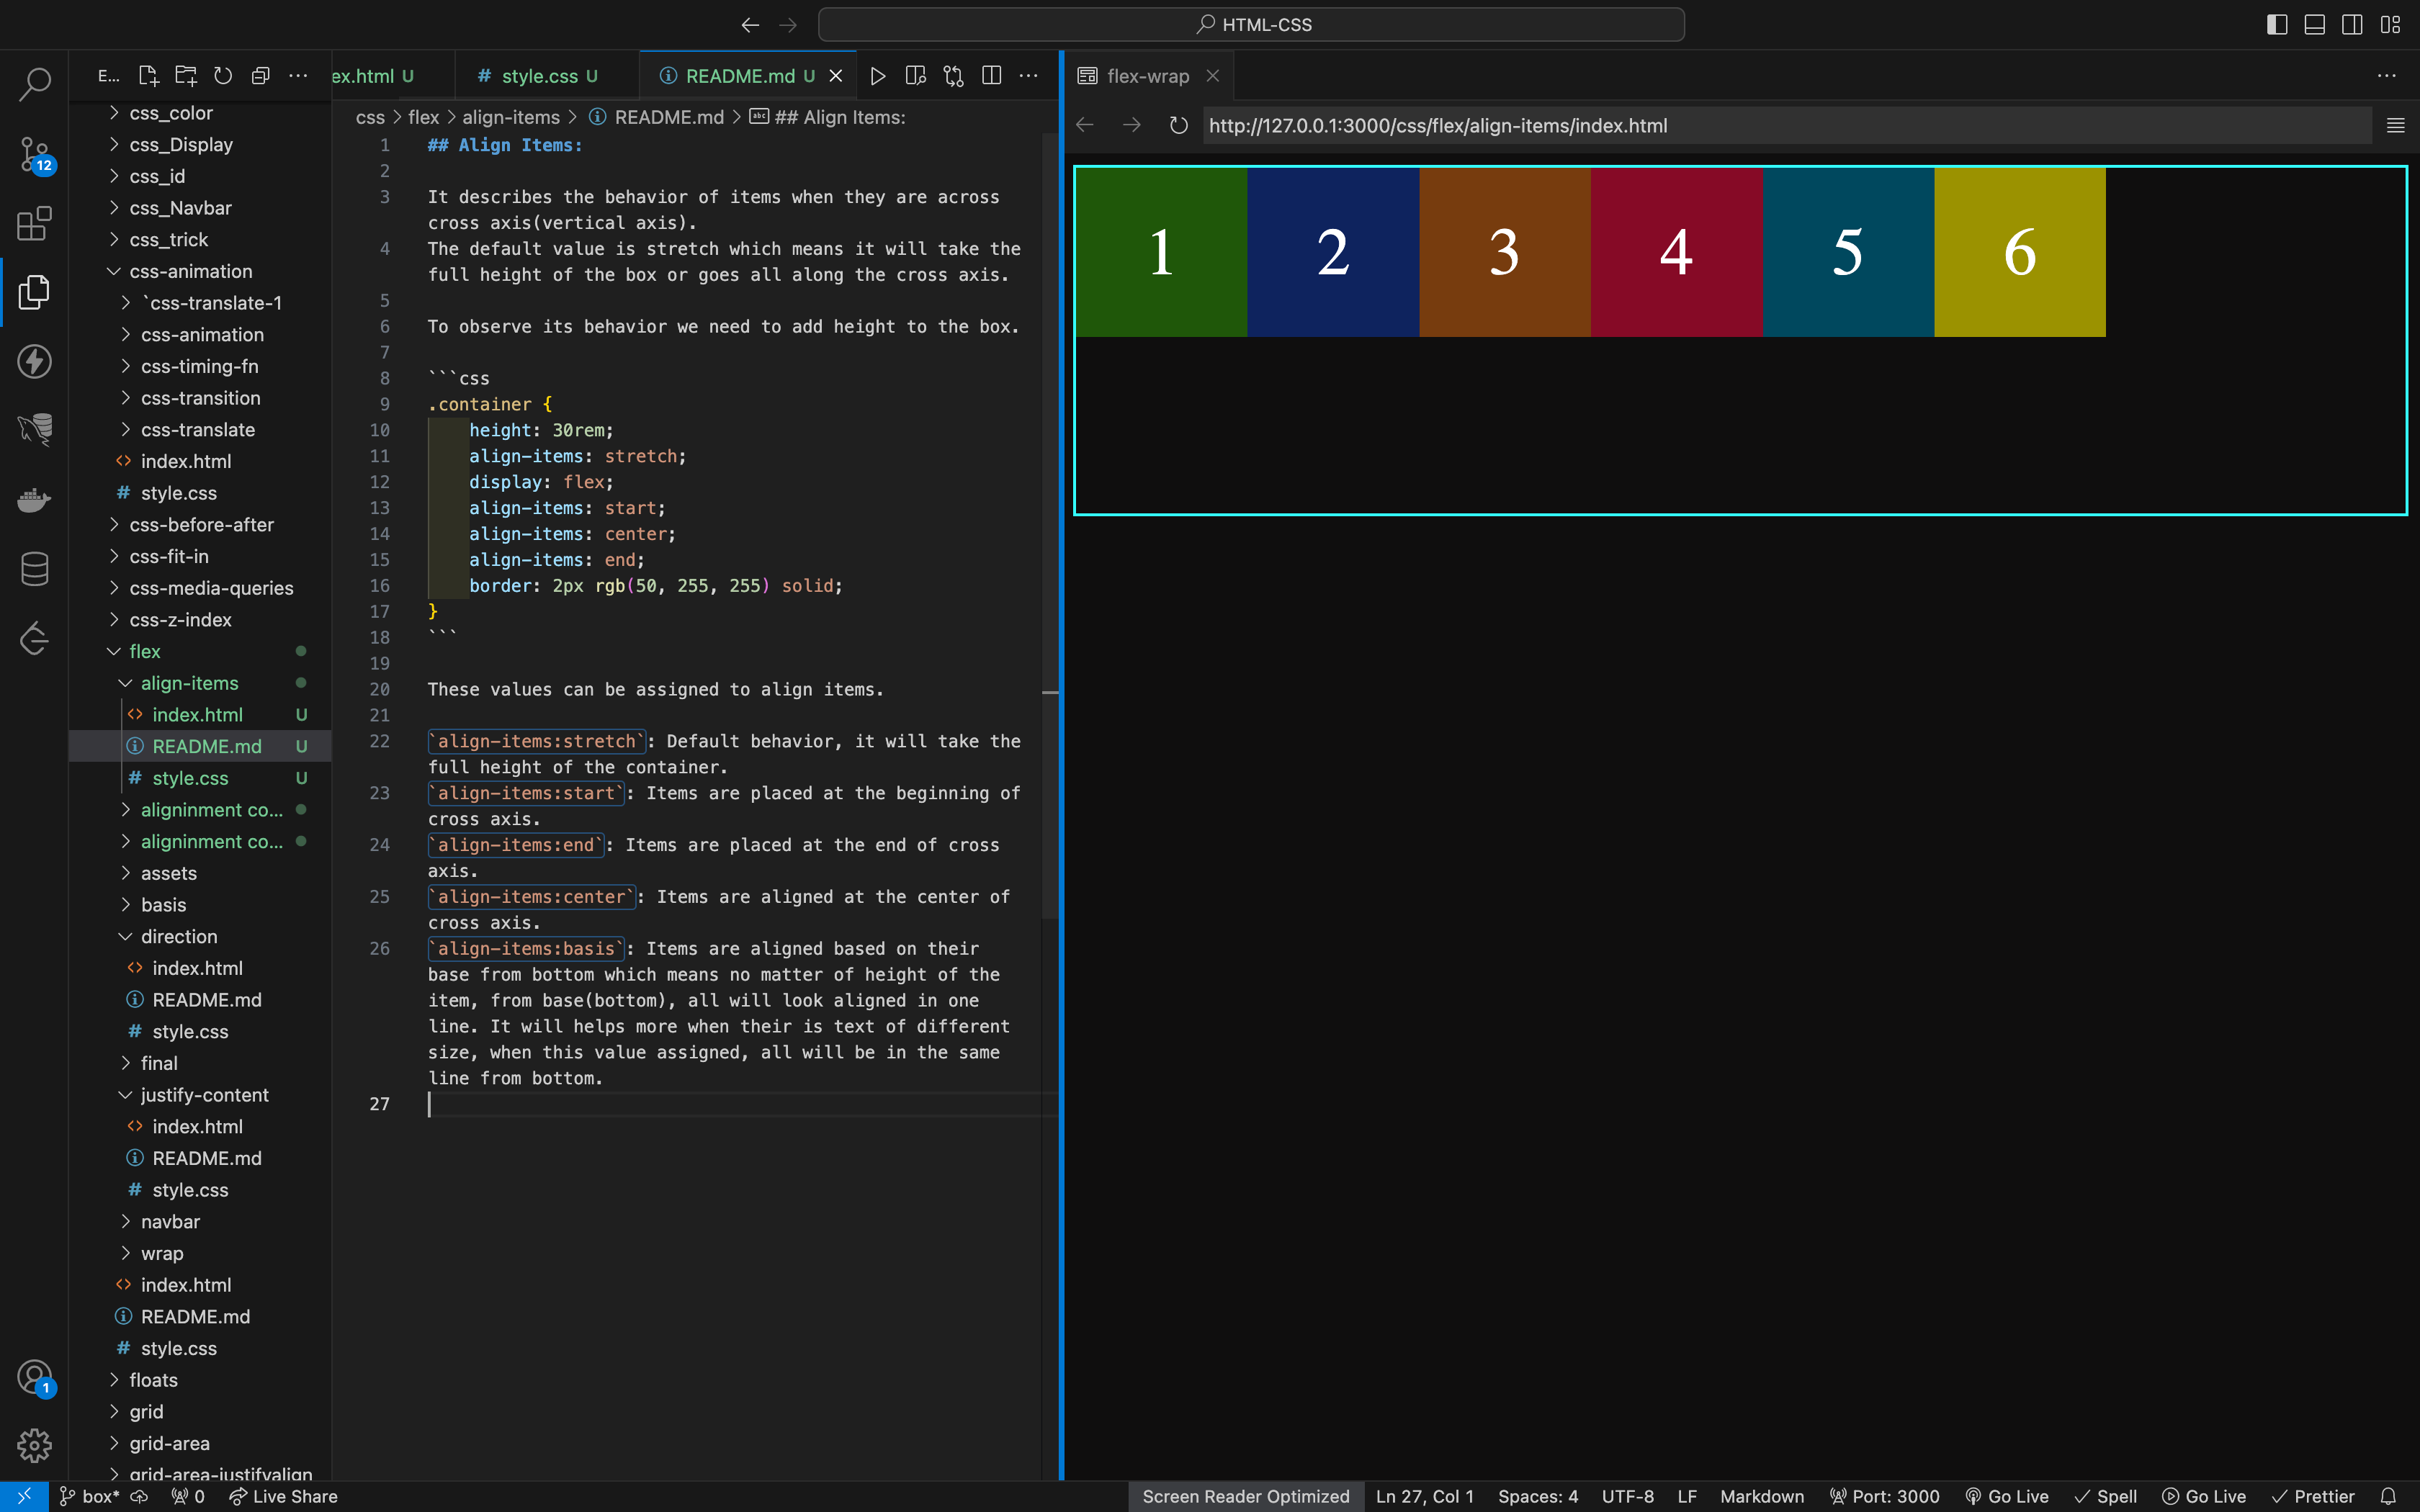 HTML-CSS
E...
ex.html U
# style.css U
README.md U
flex-wrap
css > flex > align-items > README.md > ## Align Items:
http://127.0.0.1:3000/css/flex/align-items/index.html
12
1
css_color
css_Display
css_id
css_Navbar
css_trick
css-animation
`css-translate-1
css-animation
css-timing-fn
css-transition
css-translate
index.html
# style.css
css-before-after
css-fit-in
css-media-queries
css-z-index
flex
align-items
index.html U
README.md U
# style.css U
aligninment co...
aligninment co...
assets
basis
direction
index.html
README.md
# style.css
final
justify-content
index.html
README.md
# style.css
navbar
wrap
index.html
README.md
# style.css
floats
grid
grid-area
grid-area-justifyalign
1 ## Align Items:
2
3 It describes the behavior of items when they are across
cross axis(vertical axis).
4 The default value is stretch which means it will take the
full height of the box or goes all along the cross axis.
5
6 To observe its behavior we need to add height to the box.
7
8 ```css
9 .container {
10 height: 30rem;
11 align-items: stretch;
12 display: flex;
13 align-items: start;
14 align-items: center;
15 align-items: end;
16 border: 2px rgb(50, 255, 255) solid;
17 }
18 ```
19
20 These values can be assigned to align items.
21
22 `align-items:stretch`: Default behavior, it will take the
full height of the container.
23 `align-items:start`: Items are placed at the beginning of
cross axis.
24 `align-items:end`: Items are placed at the end of cross
axis.
25 `align-items:center`: Items are aligned at the center of
cross axis.
26 `align-items:basis`: Items are aligned based on their
base from bottom which means no matter of height of the
item, from base(bottom), all will look aligned in one
line. It will helps more when their is text of different
size, when this value assigned, all will be in the same
line from bottom.
27
1 2 3 4 5 6
box* 0 Live Share
Screen Reader Optimized Ln 27, Col 1 Spaces: 4 UTF-8 LF Markdown Port: 3000 Go Live Spell Go Live Prettier